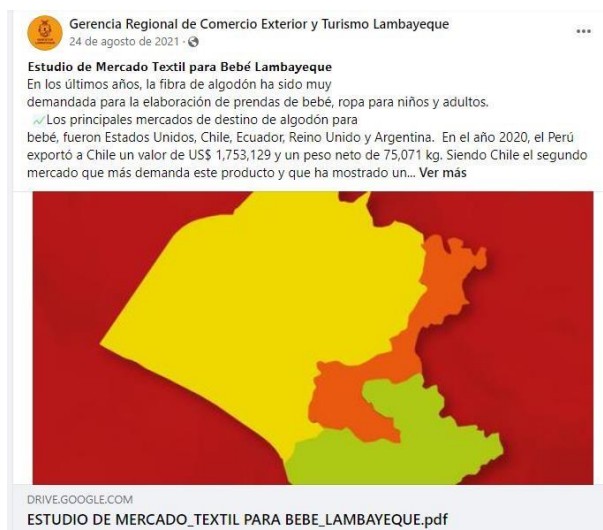 Gerencia Regional de Comercio Exterior y Turismo Lambayeque
24 de agosto de 2021 ·
Estudio de Mercado Textil para Bebé Lambayeque
En los últimos años, la fibra de algodón ha sido muy
demandada para la elaboración de prendas de bebé, ropa para niños y adultos.
Los principales mercados de destino de algodón para
bebé, fueron Estados Unidos, Chile, Ecuador, Reino Unido y Argentina. En el año 2020, el Perú
exportó a Chile un valor de US$ 1,753,129 y un peso neto de 75,071 kg. Siendo Chile el segundo
mercado que más demanda este producto y que ha mostrado un... Ver más
DRIVE.GOOGLE.COM
ESTUDIO DE MERCADO_TEXTIL PARA BEBE_LAMBAYEQUE.pdf